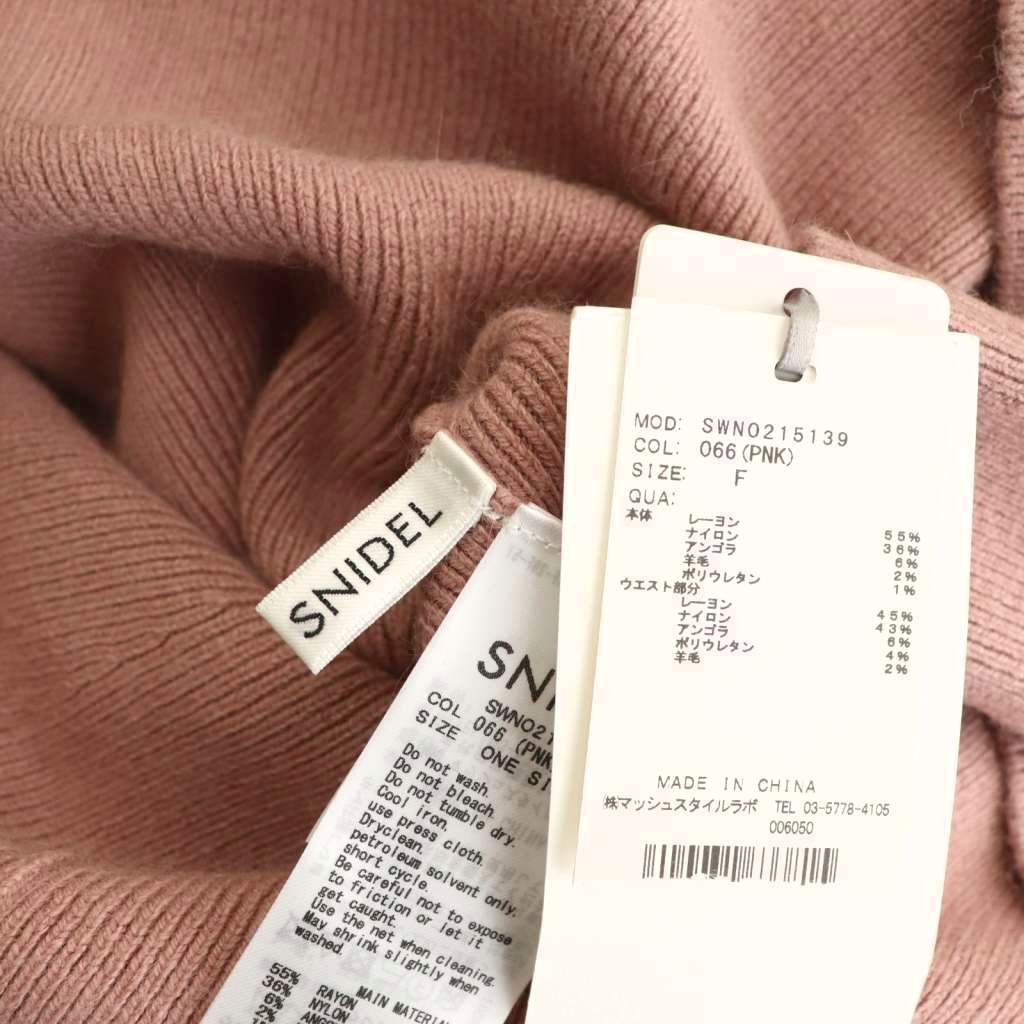 MOD: SWNO215139
COL: 066(PNK)
SIZE: F
QUA:
本体 レーヨン 55%
ナイロン 36%
アンゴラ 6%
羊毛 2%
ポリウレタン 1%
ウエスト部分
レーヨン 45%
ナイロン 43%
アンゴラ 6%
ポリウレタン 4%
羊毛 2%
MADE IN CHINA
㈱マッシュスタイルラボ TEL 03-5778-4105
006050
SNIDEL
SNI
SWNO21
COL 066 (PNK
SIZE ONE SI
Do not wash.
Do not bleach.
Do not tumble dry.
Cool iron.
use press cloth.
Dryclean.
petroleum solvent only.
short cycle.
Be careful not to expose
to friction or let it
get caught.
Use the net when cleaning.
May shrink slightly when
washed.
MAIN MATERIA
55% RAYON
36% NYLON
6% ANGO
2%